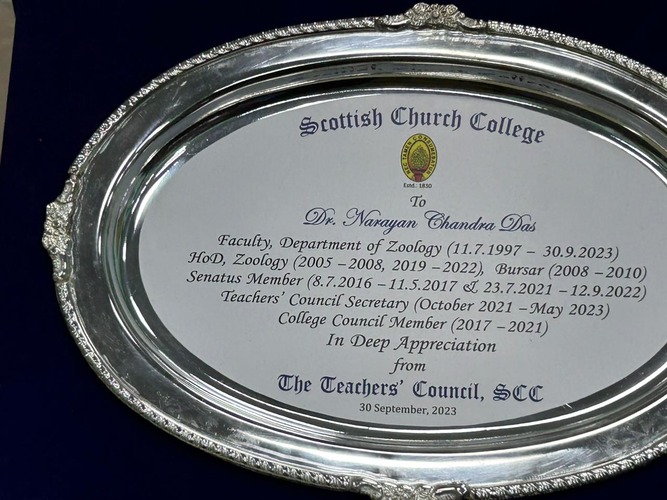 Scottish Church College
NEC TAMEN CONSUMEBATUR
Estd.: 1830
To
Dr. Narayan Chandra Das
Faculty, Department of Zoology (11.7.1997 – 30.9.2023)
HoD, Zoology (2005 –2008, 2019 –2022), Bursar (2008 –2010)
Senatus Member (8.7.2016 –11.5.2017 & 23.7.2021 –12.9.2022)
Teachers' Council Secretary (October 2021 –May 2023)
College Council Member (2017 –2021)
In Deep Appreciation
from
The Teachers' Council, SCC
30 September, 2023